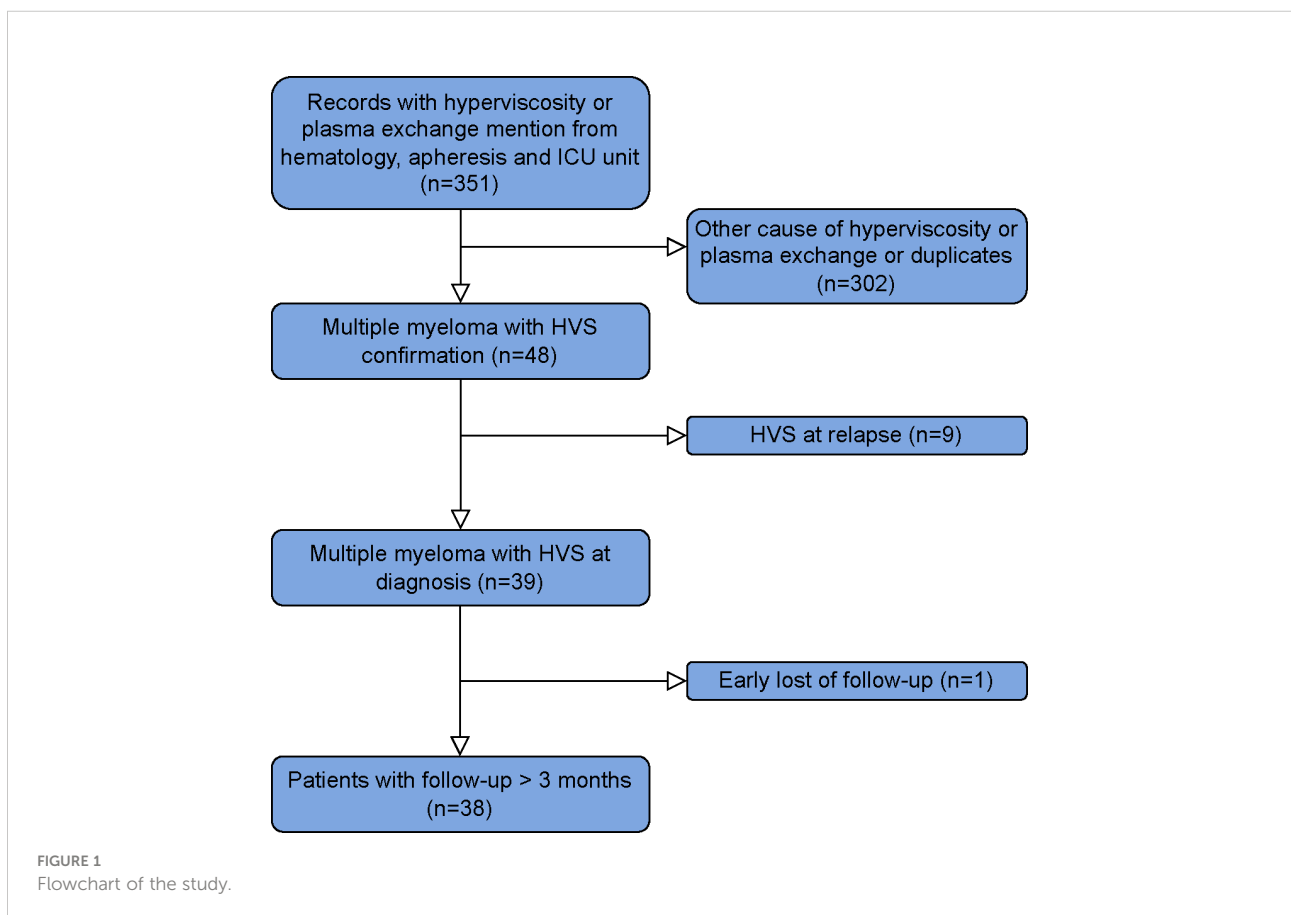 Records with hyperviscosity or
plasma exchange mention from
hematology, apheresis and ICU unit
(n=351)
Other cause of hyperviscosity or
plasma exchange or duplicates
(n=302)
Multiple myeloma with HVS
confirmation (n=48)
HVS at relapse (n=9)
Multiple myeloma with HVS at
diagnosis (n=39)
Early lost of follow-up (n=1)
Patients with follow-up > 3 months
(n=38)
FIGURE 1
Flowchart of the study.